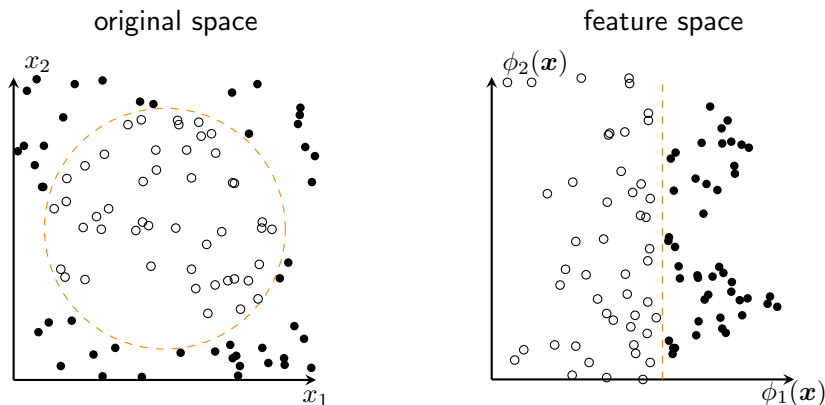 original space
feature space
x₂
ϕ₂(𝒙)
x₁
ϕ₁(𝒙)